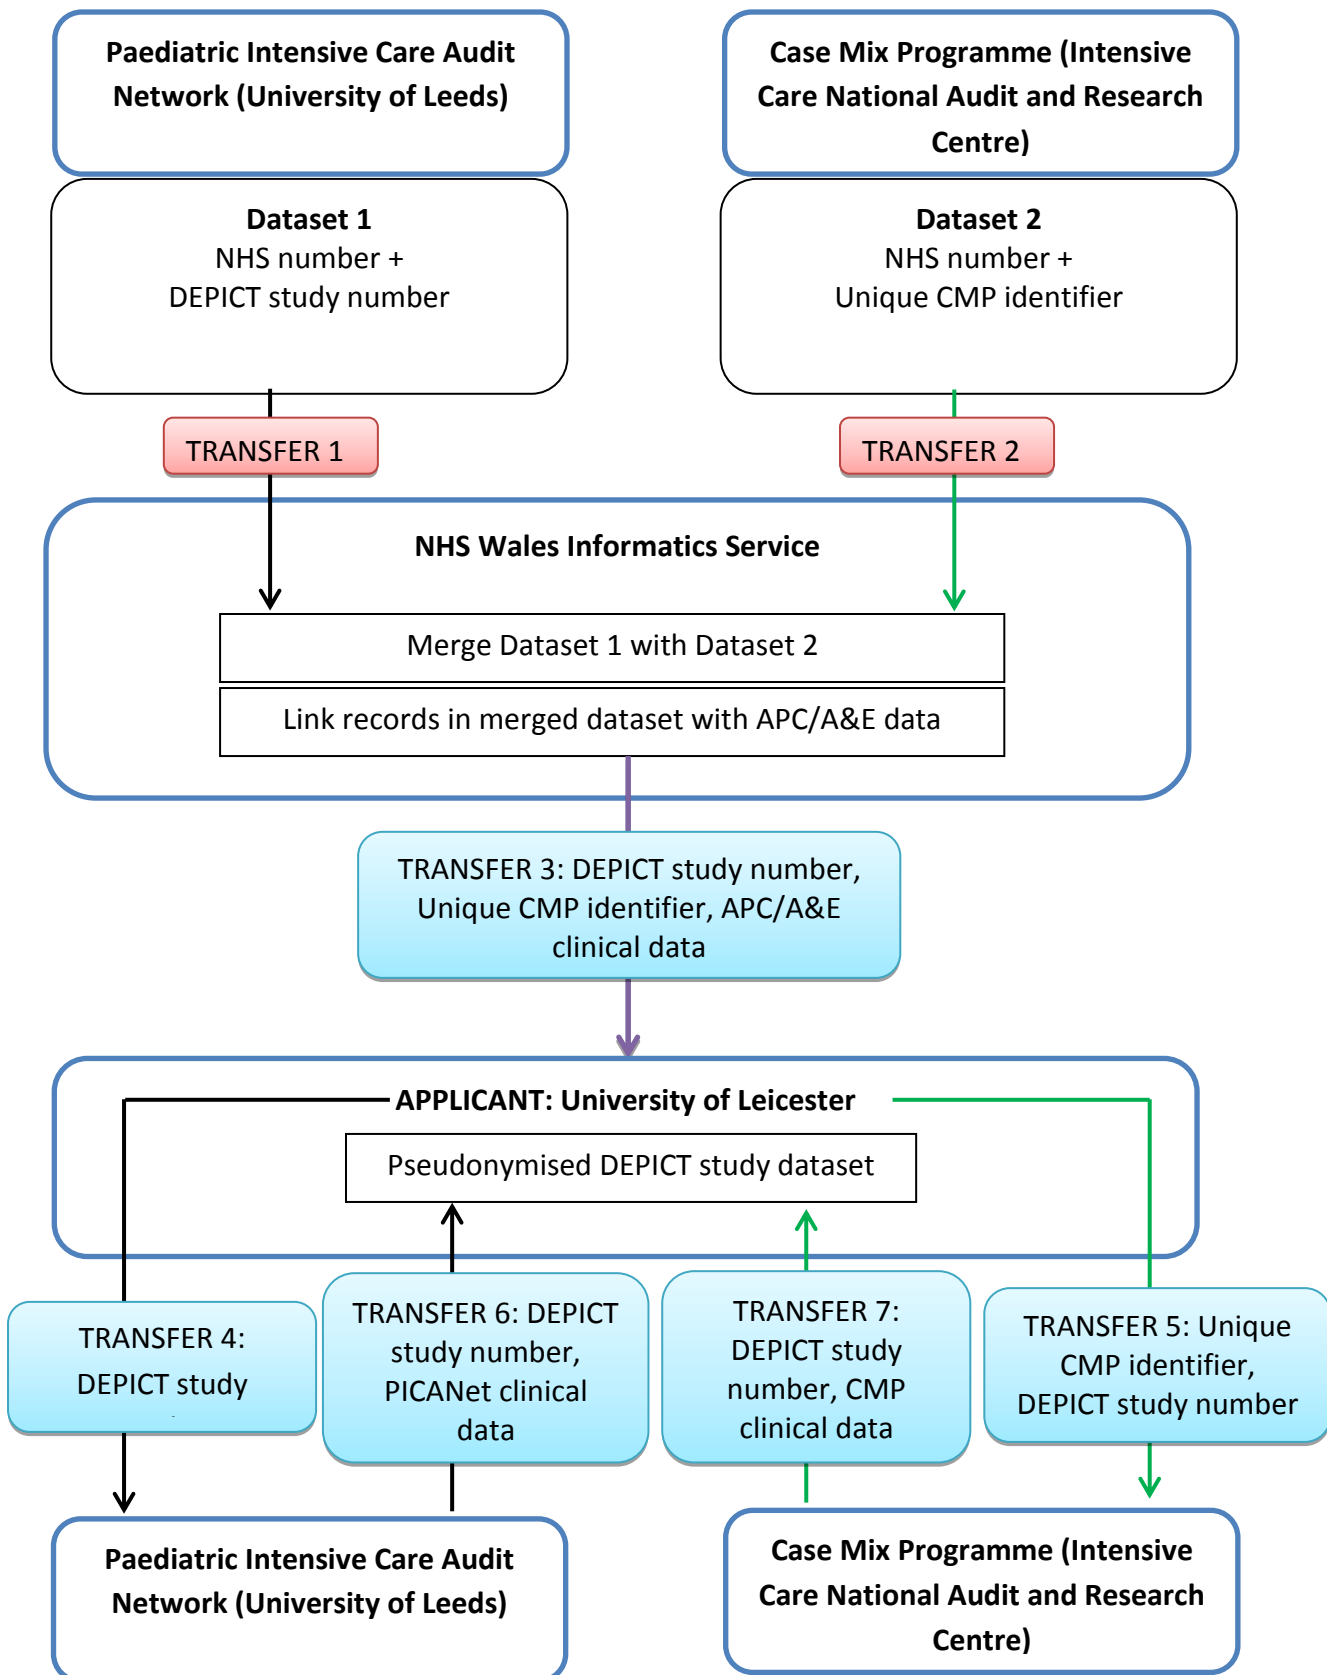 Paediatric Intensive Care Audit
Network (University of Leeds)
Case Mix Programme (Intensive
Care National Audit and Research
Centre)
Dataset 1
NHS number +
DEPICT study number
Dataset 2
NHS number +
Unique CMP identifier
TRANSFER 1
TRANSFER 2
NHS Wales Informatics Service
Merge Dataset 1 with Dataset 2
Link records in merged dataset with APC/A&E data
TRANSFER 3: DEPICT study number,
Unique CMP identifier, APC/A&E
clinical data
APPLICANT: University of Leicester
Pseudonymised DEPICT study dataset
TRANSFER 4:
DEPICT study
TRANSFER 6: DEPICT
study number,
PICANet clinical
data
TRANSFER 7:
DEPICT study
number, CMP
clinical data
TRANSFER 5: Unique
CMP identifier,
DEPICT study number
Paediatric Intensive Care Audit
Network (University of Leeds)
Case Mix Programme (Intensive
Care National Audit and Research
Centre)